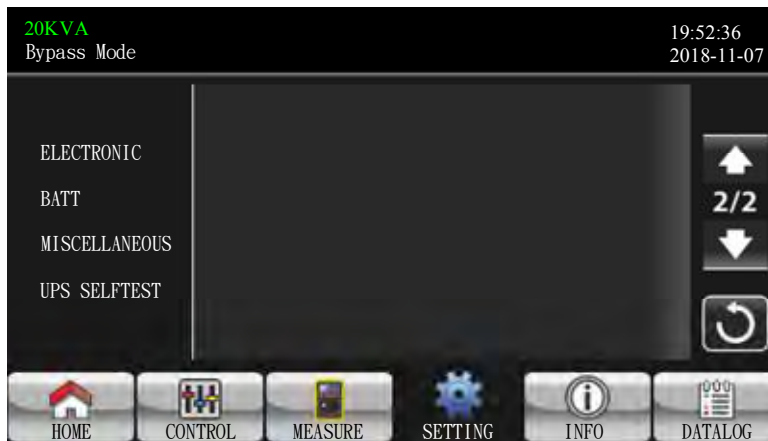 20KVA
Bypass Mode
19:52:36
2018-11-07
ELECTRONIC
BATT
MISCELLANEOUS
UPS SELFTEST
2/2
HOME CONTROL MEASURE SETTING INFO DATALOG